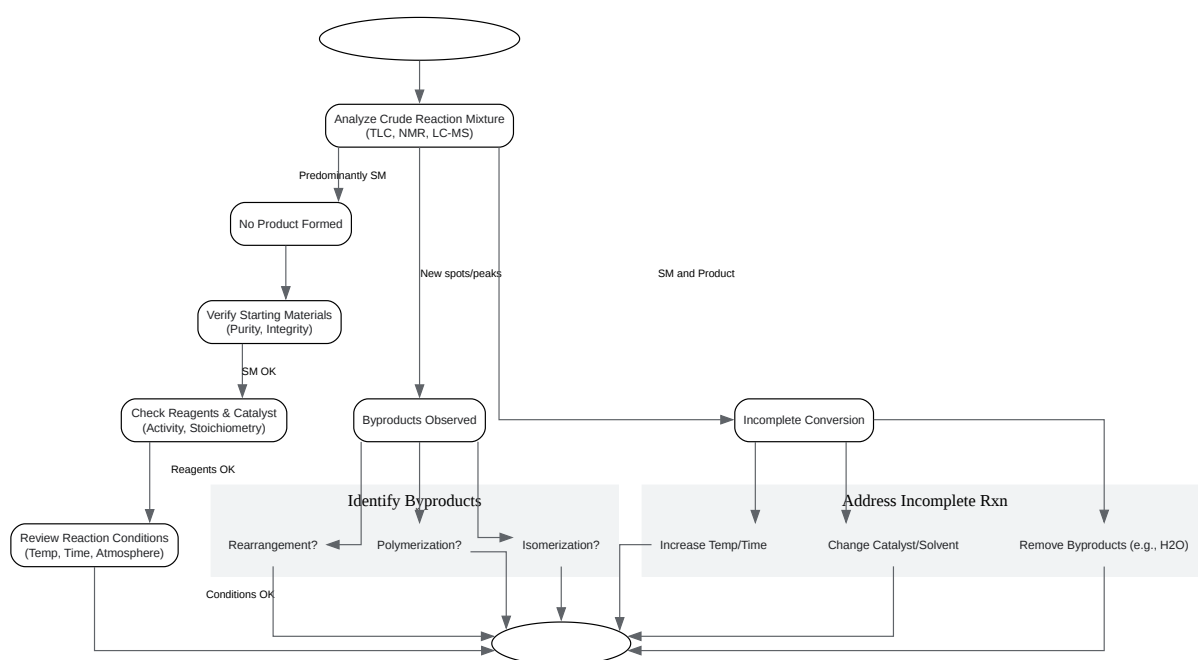 Analyze Crude Reaction Mixture
(TLC, NMR, LC-MS)
Predominantly SM
No Product Formed
New spots/peaks
SM and Product
Verify Starting Materials
(Purity, Integrity)
SM OK
Check Reagents & Catalyst
(Activity, Stoichiometry)
Byproducts Observed
Incomplete Conversion
Reagents OK
Identify Byproducts
Address Incomplete Rxn
Review Reaction Conditions
(Temp, Time, Atmosphere)
Rearrangement?
Polymerization?
Isomerization?
Increase Temp/Time
Change Catalyst/Solvent
Remove Byproducts (e.g., H2O)
Conditions OK